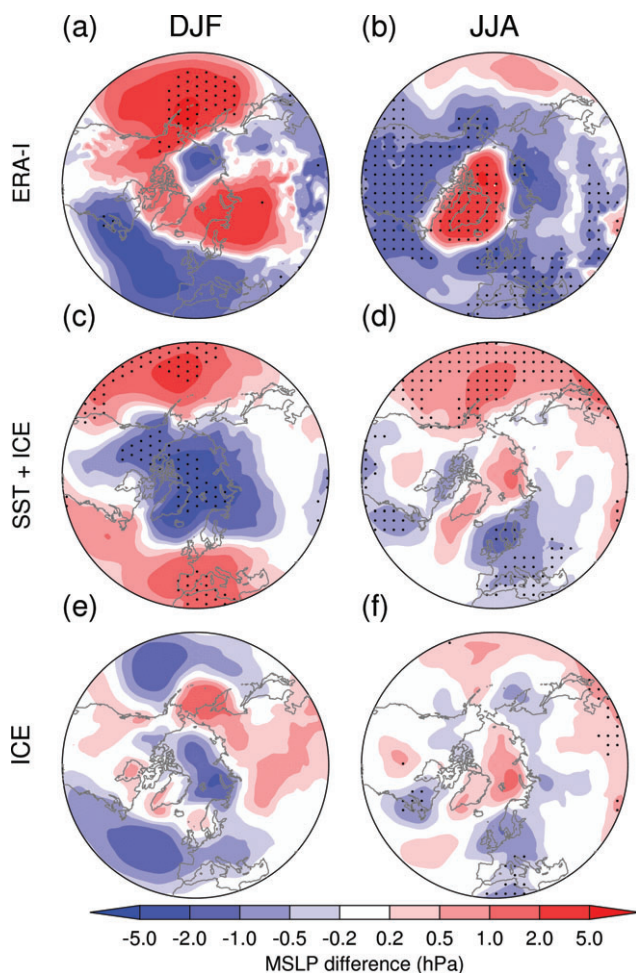 DJF JJA
(a) (b)
ERA-I
(c) (d)
SST + ICE
(e) (f)
ICE
-5.0 -2.0 -1.0 -0.5 -0.2 0.2 0.5 1.0 2.0 5.0
MSLP difference (hPa)